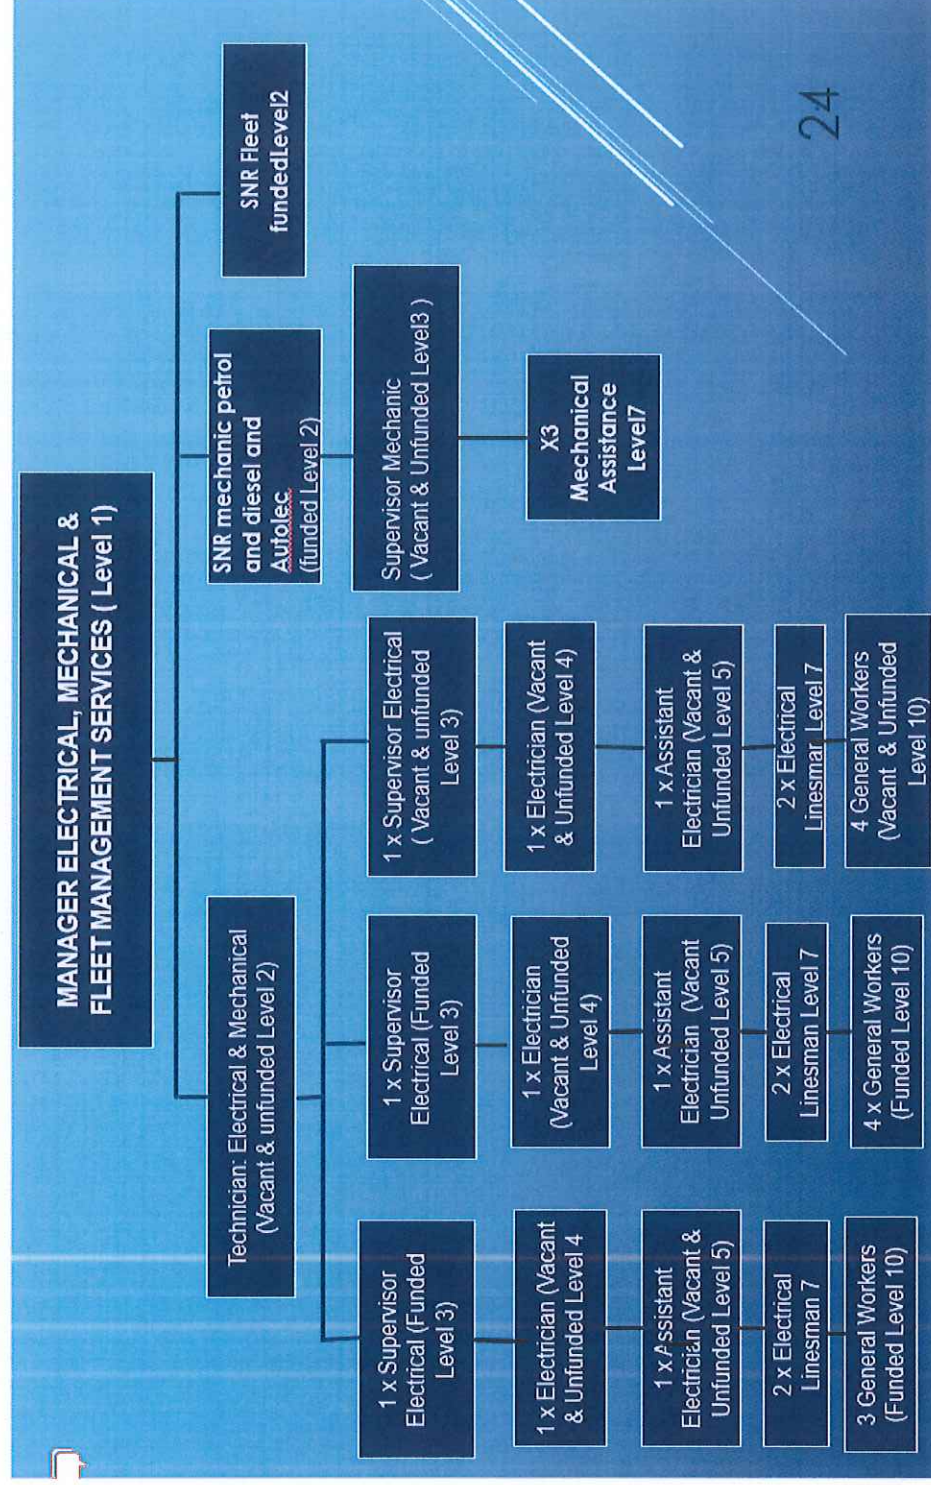 MANAGER ELECTRICAL, MECHANICAL &
FLEET MANAGEMENT SERVICES ( Level 1)
Technician: Electrical & Mechanical
(Vacant & unfunded Level 2)
SNR mechanic petrol
and diesel and
Autolec
(funded Level 2)
SNR Fleet
fundedLevel2
1 x Supervisor
Electrical (Funded
Level 3)
1 x Supervisor
Electrical (Funded
Level 3)
1 x Supervisor Electrical
( Vacant & unfunded
Level 3)
Supervisor Mechanic
( Vacant & Unfunded Level3 )
1 x Electrician (Vacant
& Unfunded Level 4
1 x Electrician
(Vacant & Unfunded
Level 4)
1 x Electrician (Vacant
& Unfunded Level 4)
X3
Mechanical
Assistance
Level7
1 x Assistant
Electrician (Vacant &
Unfunded Level 5)
1 x Assistant
Electrician (Vacant
Unfunded Level 5)
1 x Assistant
Electrician (Vacant &
Unfunded Level 5)
2 x Electrical
Linesman 7
2 x Electrical
Linesman Level 7
2 x Electrical
Linesmar Level 7
3 General Workers
(Funded Level 10)
4 x General Workers
(Funded Level 10)
4 General Workers
(Vacant & Unfunded
Level 10)
24